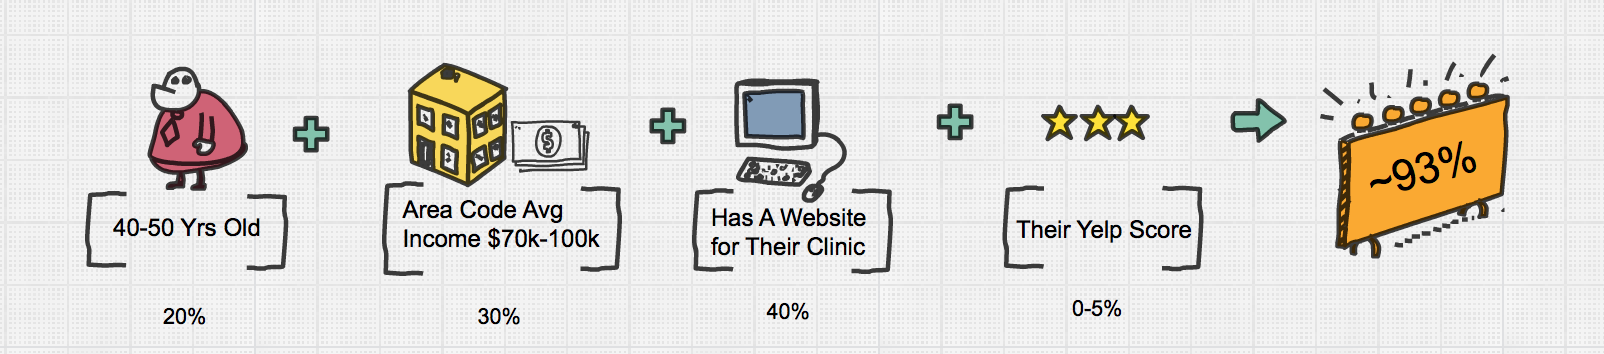 40-50 Yrs Old
Area Code Avg
Income $70k-100k
Has A Website
for Their Clinic
Their Yelp Score
~93%
20%
30%
40%
0-5%